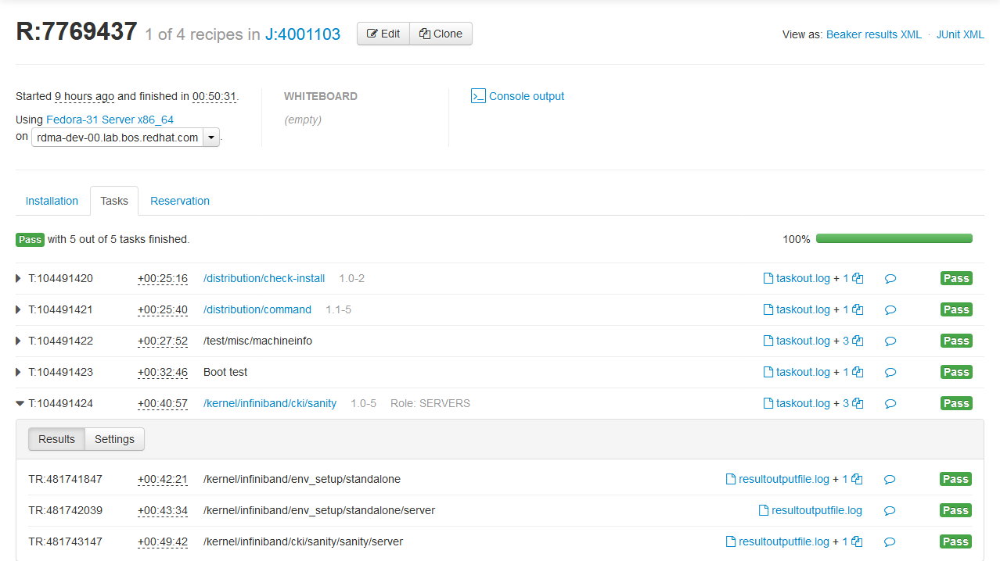 R:7769437 1 of 4 recipes in J:4001103 Edit Clone View as: Beaker results XML · JUnit XML
Started 9 hours ago and finished in 00:50:31.
Using Fedora-31 Server x86_64
on rdma-dev-00.lab.bos.redhat.com .
WHITEBOARD
(empty)
Console output
Installation Tasks Reservation
Pass with 5 out of 5 tasks finished. 100%
T:104491420 +00:25:16 /distribution/check-install 1.0-2 taskout.log + 1 Pass
T:104491421 +00:25:40 /distribution/command 1.1-5 taskout.log + 1 Pass
T:104491422 +00:27:52 /test/misc/machineinfo taskout.log + 3 Pass
T:104491423 +00:32:46 Boot test taskout.log + 1 Pass
T:104491424 +00:40:57 /kernel/infiniband/cki/sanity 1.0-5 Role: SERVERS taskout.log + 3 Pass
Results Settings
TR:481741847 +00:42:21 /kernel/infiniband/env_setup/standalone resultoutputfile.log + 1 Pass
TR:481742039 +00:43:34 /kernel/infiniband/env_setup/standalone/server resultoutputfile.log Pass
TR:481743147 +00:49:42 /kernel/infiniband/cki/sanity/sanity/server resultoutputfile.log + 1 Pass